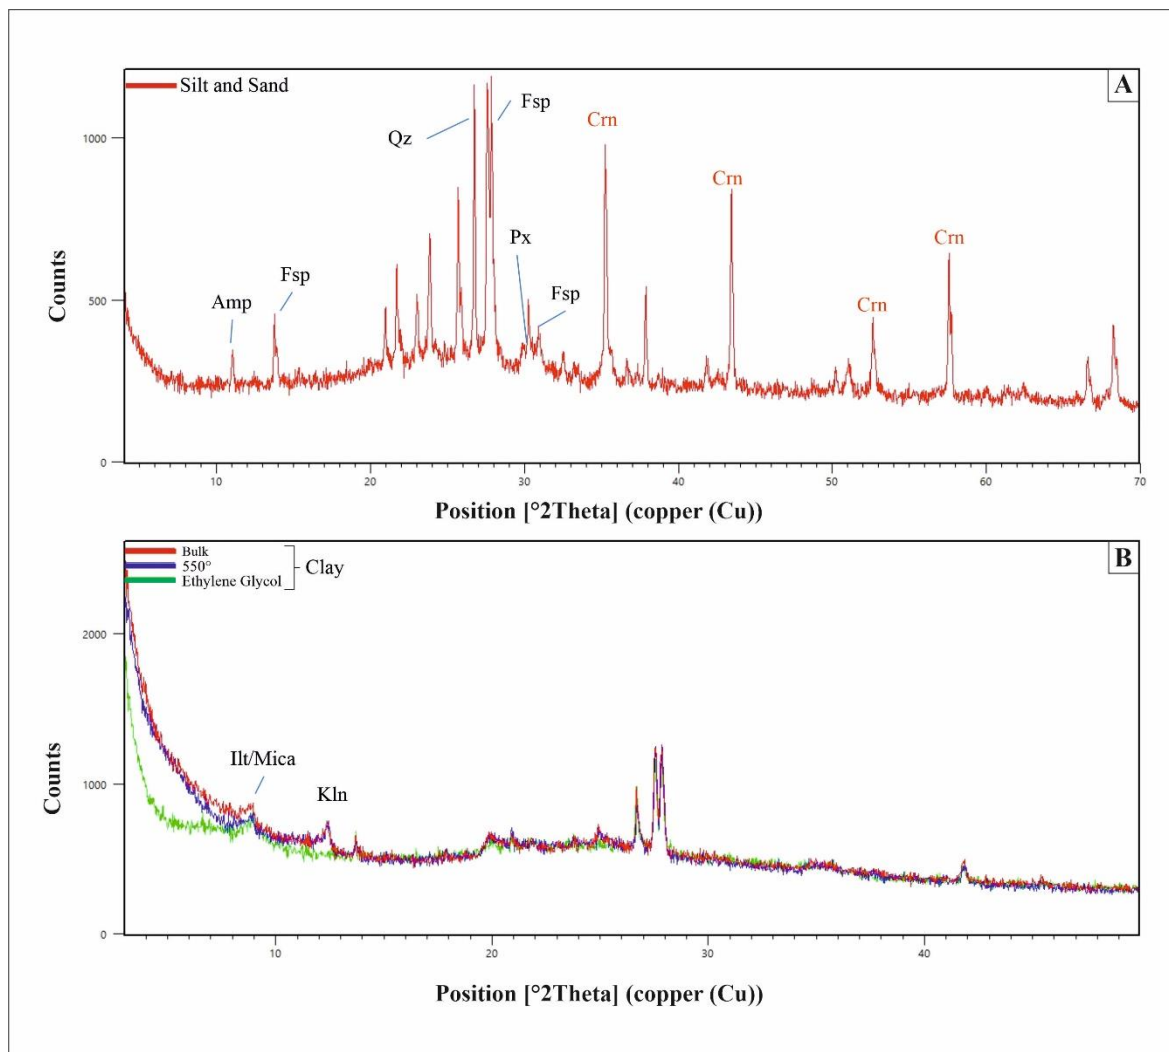 Silt and Sand
A
Counts
1000
500
0
Qz
Fsp
Crn
Crn
Px
Crn
Amp
Fsp
Fsp
Crn
10
20
30
40
50
60
70
Position [°2Theta] (copper (Cu))
Bulk
550°
Ethylene Glycol
Clay
B
Counts
2000
1000
0
Ilt/Mica
Kln
10
20
30
40
Position [°2Theta] (copper (Cu))